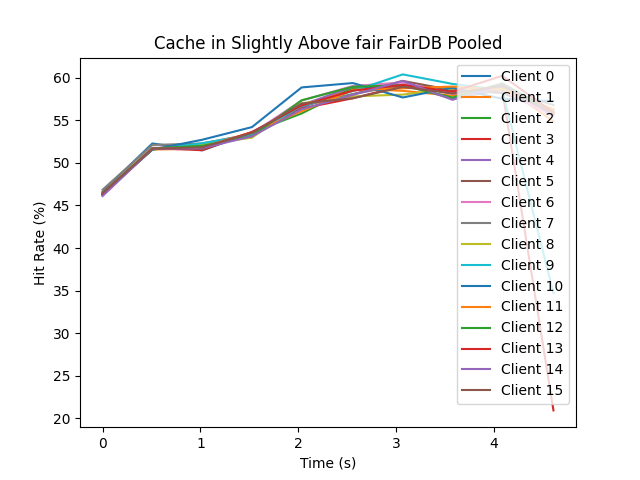 Cache in Slightly Above fair FairDB Pooled
Hit Rate (%)
60
55
50
45
40
35
30
25
20
0
1
2
3
4
Time (s)
Client 0
Client 1
Client 2
Client 3
Client 4
Client 5
Client 6
Client 7
Client 8
Client 9
Client 10
Client 11
Client 12
Client 13
Client 14
Client 15